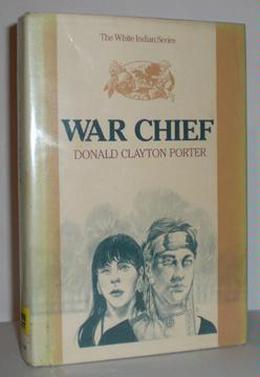 The White Indian Series
WAR CHIEF
DONALD CLAYTON PORTER